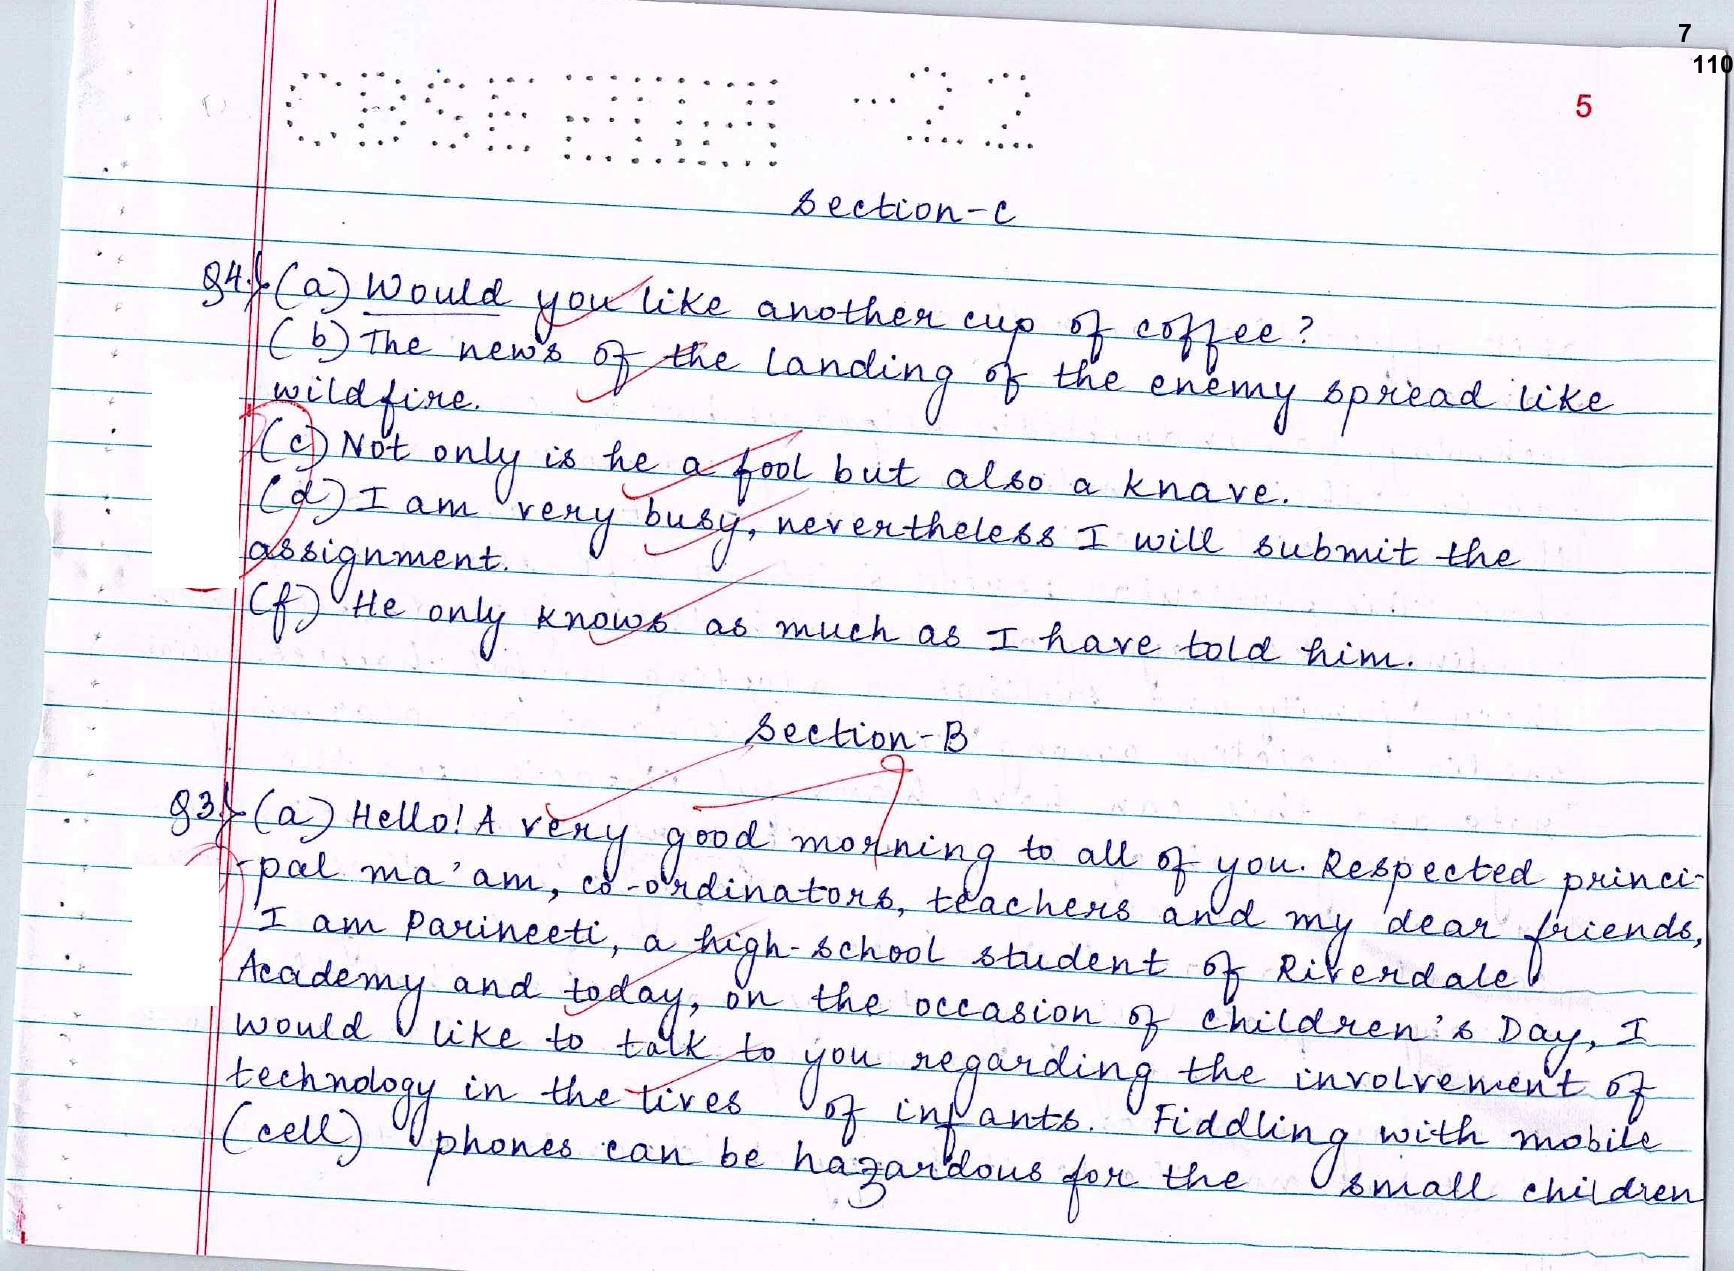 7
110
5
CBSE
-22
Section-C
Q4.> (a) Would you like another cup of coffee?
(b) The news of the landing of the enemy spread like
wildfire.
(c) Not only is he a fool but also a knave.
(d) I am very busy, nevertheless I will submit the
assignment.
(f) He only knows as much as I have told him.
Section-B
Q3.> (a) Hello! A very good morning to all of you. Respected princi-
-pal ma'am, co-ordinators, teachers and my dear friends,
I am Parineeti, a high-school student of Riverdale
Academy and today, on the occasion of Children's Day, I
would like to talk to you regarding the involvement of
technology in the lives of infants. Fiddling with mobile
(cell) phones can be hazardous for the small children